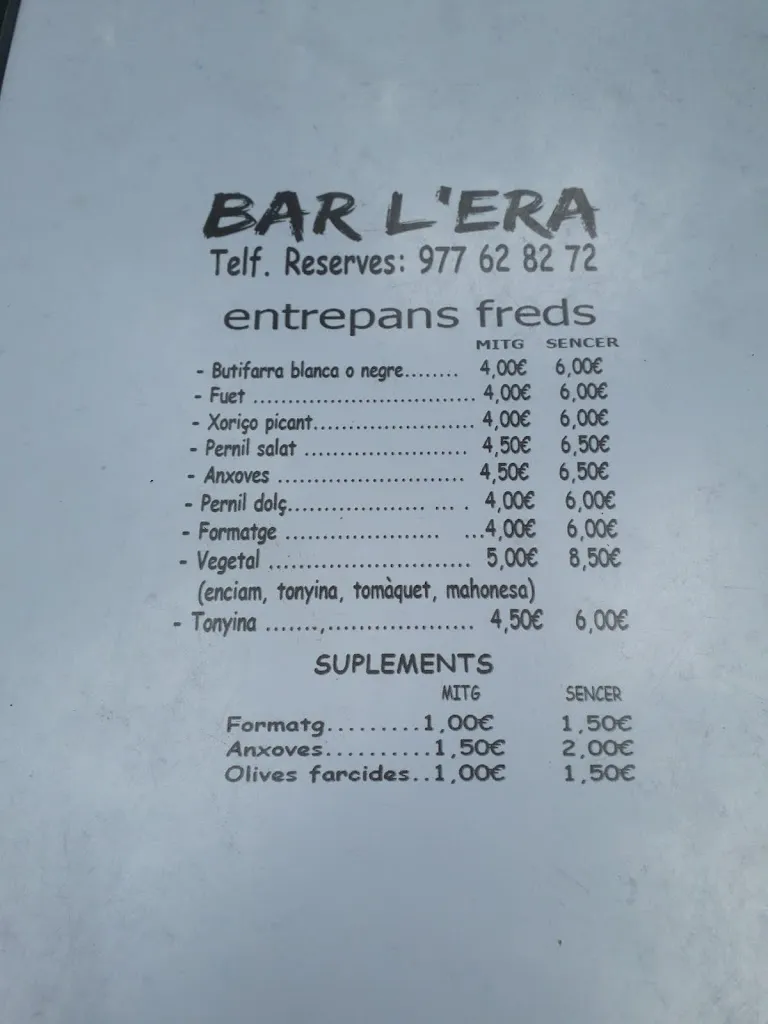 BAR L'ERA
Telf. Reserves: 977 62 82 72
entrepans freds
MITG SENCER
- Butifarra blanca o negre........ 4,00€ 6,00€
- Fuet ................................ 4,00€ 6,00€
- Xoriço picant....................... 4,00€ 6,00€
- Pernil salat ....................... 4,50€ 6,50€
- Anxoves .......................... 4,50€ 6,50€
- Pernil dolç................... ... . 4,00€ 6,00€
- Formatge ...................... ...4,00€ 6,00€
- Vegetal ............................ 5,00€ 8,50€
(enciam, tonyina, tomàquet, mahonesa)
- Tonyina .......,.................... 4,50€ 6,00€
SUPLEMENTS
MITG SENCER
Formatg.........1,00€ 1,50€
Anxoves..........1,50€ 2,00€
Olives farcides..1,00€ 1,50€